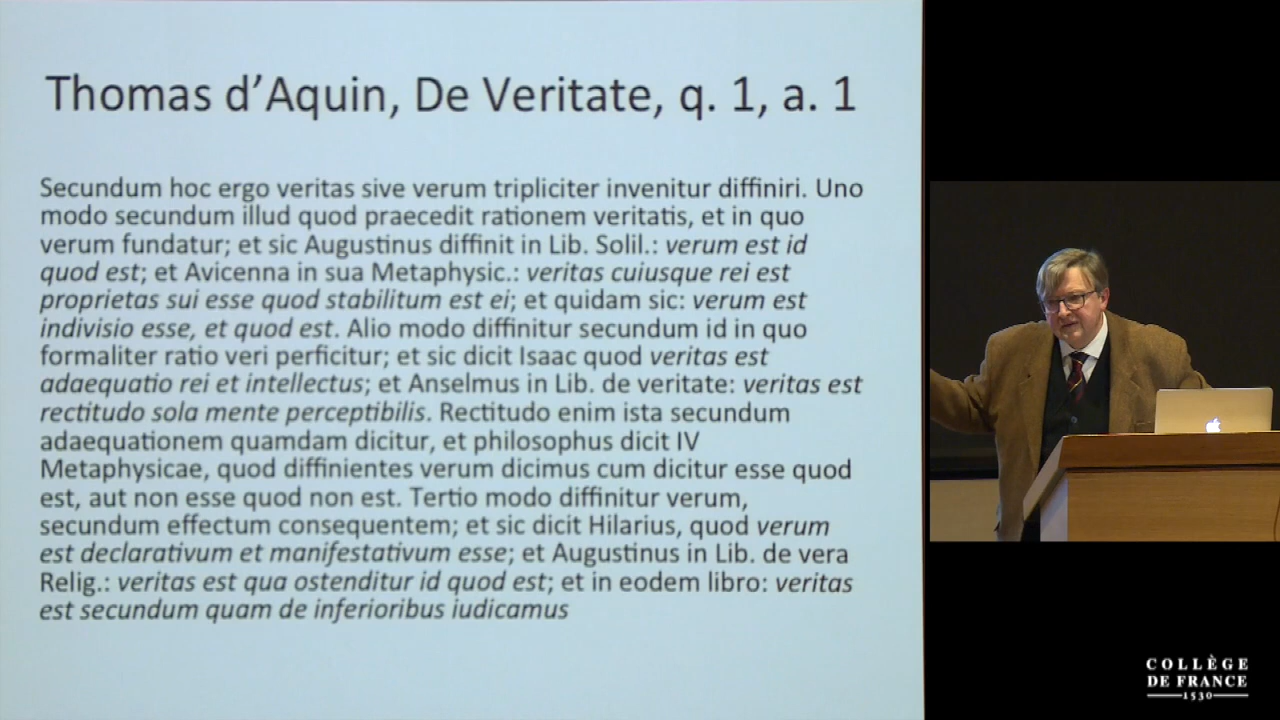 Thomas d'Aquin, De Veritate, q. 1, a. 1
Secundum hoc ergo veritas sive verum tripliciter invenitur diffiniri. Uno
modo secundum illud quod praecedit rationem veritatis, et in quo
verum fundatur; et sic Augustinus diffinit in Lib. Solil.: verum est id
quod est; et Avicenna in sua Metaphysic.: veritas cuiusque rei est
proprietas sui esse quod stabilitum est ei; et quidam sic: verum est
indivisio esse, et quod est. Alio modo diffinitur secundum id in quo
formaliter ratio veri perficitur; et sic dicit Isaac quod veritas est
adaequatio rei et intellectus; et Anselmus in Lib. de veritate: veritas est
rectitudo sola mente perceptibilis. Rectitudo enim ista secundum
adaequationem quamdam dicitur, et philosophus dicit IV
Metaphysicae, quod diffinientes verum dicimus cum dicitur esse quod
est, aut non esse quod non est. Tertio modo diffinitur verum,
secundum effectum consequentem; et sic dicit Hilarius, quod verum
est declarativum et manifestativum esse; et Augustinus in Lib. de vera
Relig.: veritas est qua ostenditur id quod est; et in eodem libro: veritas
est secundum quam de inferioribus iudicamus
COLLÈGE
DE FRANCE
1530